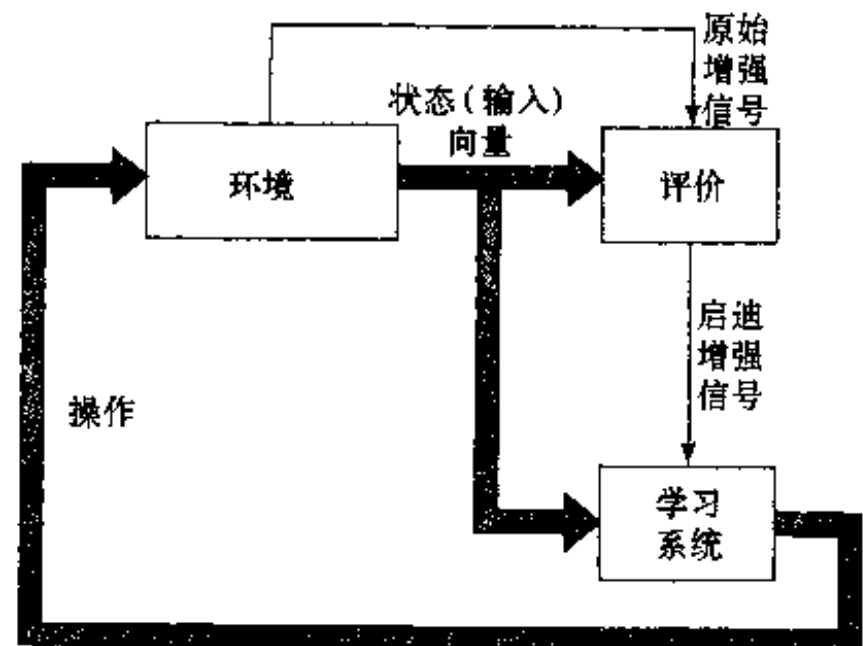 原始
增强
信号
状态(输入)
向量
环境
评价
启迪
增强
信号
操作
学习
系统